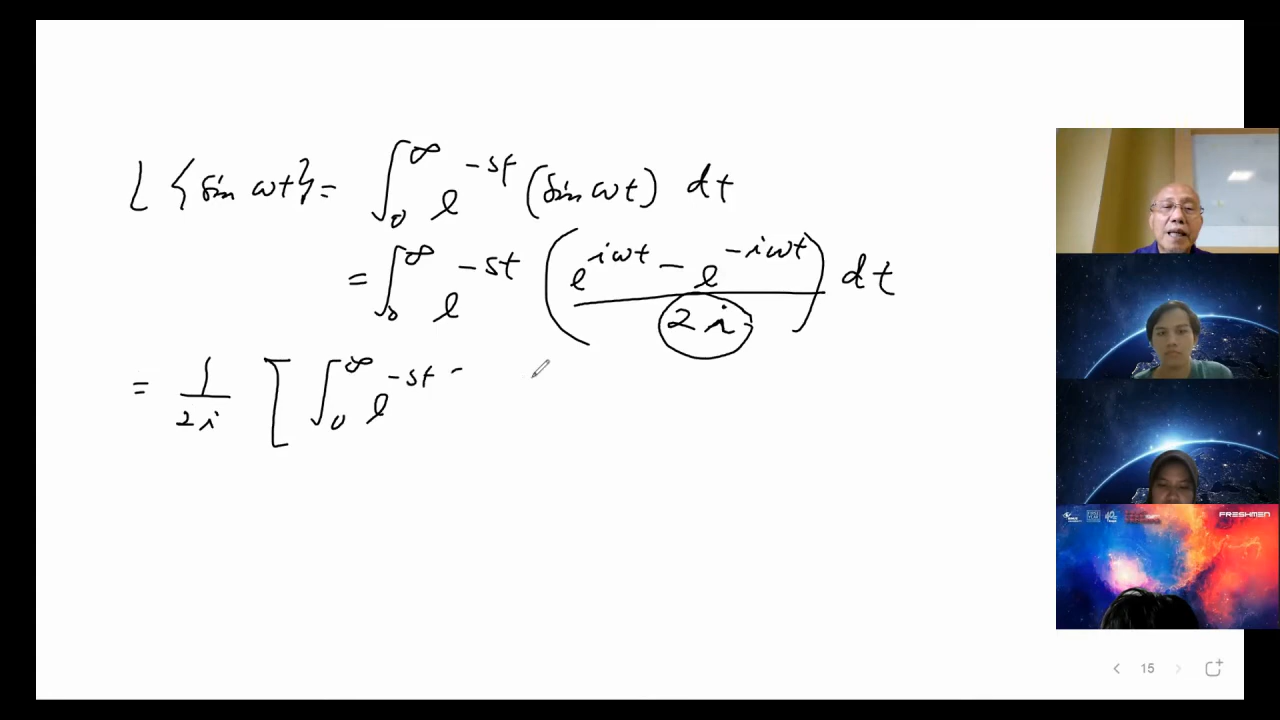 L {sin ωt} = ∫₀^∞ e^{-st} (sin ωt) dt
= ∫₀^∞ e^{-st} ( (e^{iωt} - e^{-iωt}) / 2i ) dt
= 1/2i [ ∫₀^∞ e^{-st -
FRESHMEN
15